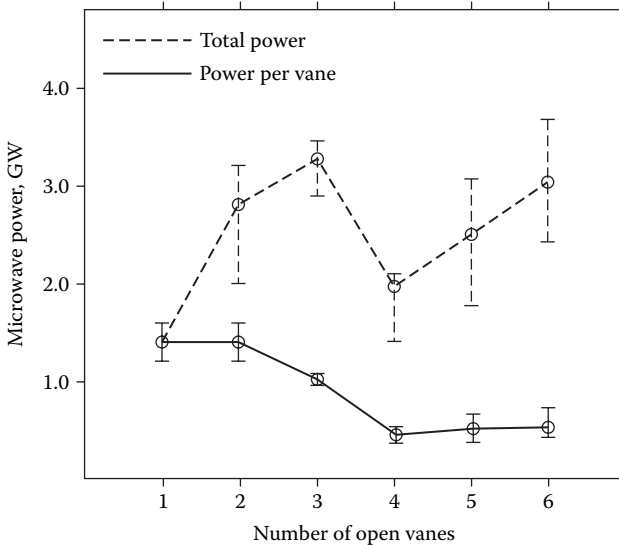 Total power
Power per vane
Microwave power, GW
4.0
3.0
2.0
1.0
1 2 3 4 5 6
Number of open vanes